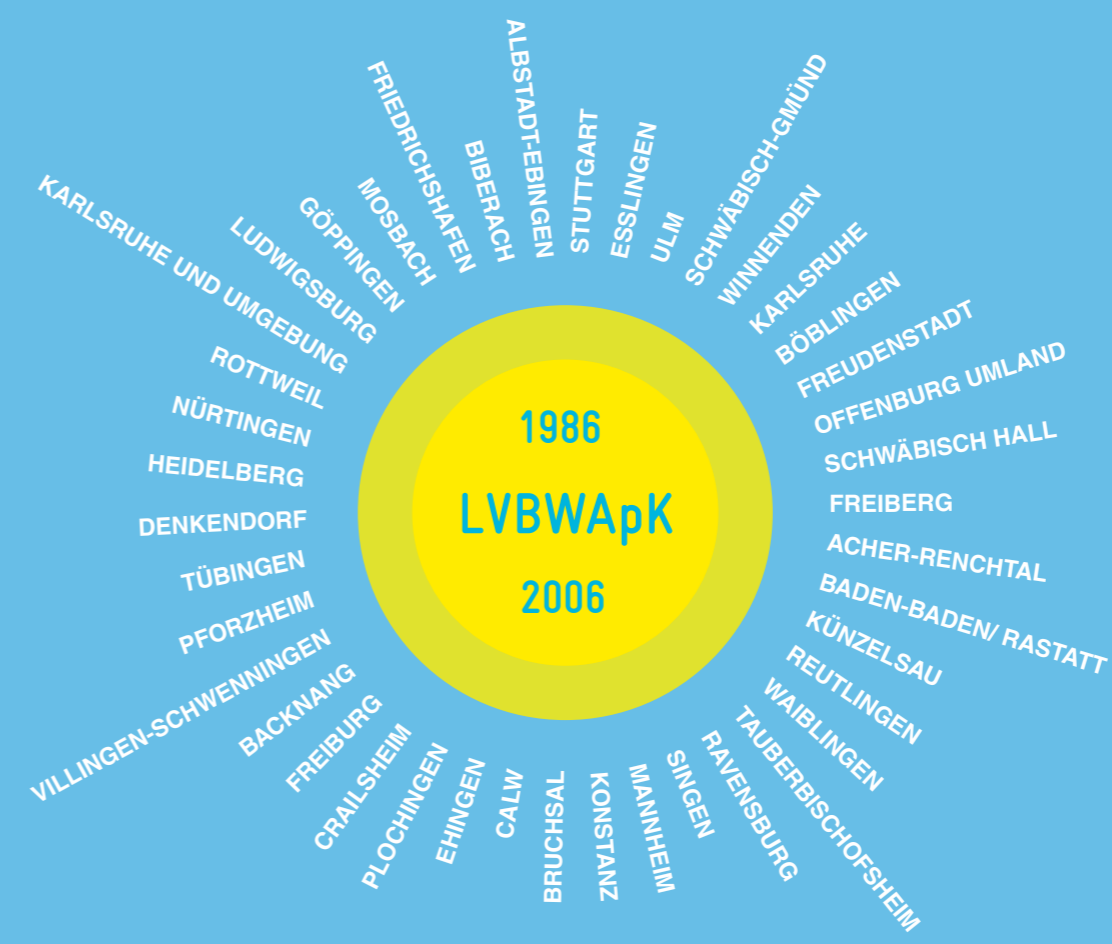 1986
LVBWApK
2006
ALBSTADT-EBINGEN
STUTTGART
ESSLINGEN
ULM
SCHWÄBISCH-GMÜND
WINNENDEN
KARLSRUHE
BÖBLINGEN
FREUDENSTADT
OFFENBURG UMLAND
SCHWÄBISCH HALL
FREIBERG
ACHER-RENCHTAL
BADEN-BADEN/ RASTATT
KÜNZELSAU
REUTLINGEN
WAIBLINGEN
TAUBERBISCHOFSHEIM
RAVENSBURG
SINGEN
MANNHEIM
KONSTANZ
BRUCHSAL
CALW
EHINGEN
PLOCHINGEN
CRAILSHEIM
FREIBURG
BACKNANG
VILLINGEN-SCHWENNINGEN
PFORZHEIM
TÜBINGEN
DENKENDORF
HEIDELBERG
NÜRTINGEN
ROTTWEIL
KARLSRUHE UND UMGEBUNG
LUDWIGSBURG
GÖPPINGEN
MOSBACH
FRIEDRICHSHAFEN
BIBERACH